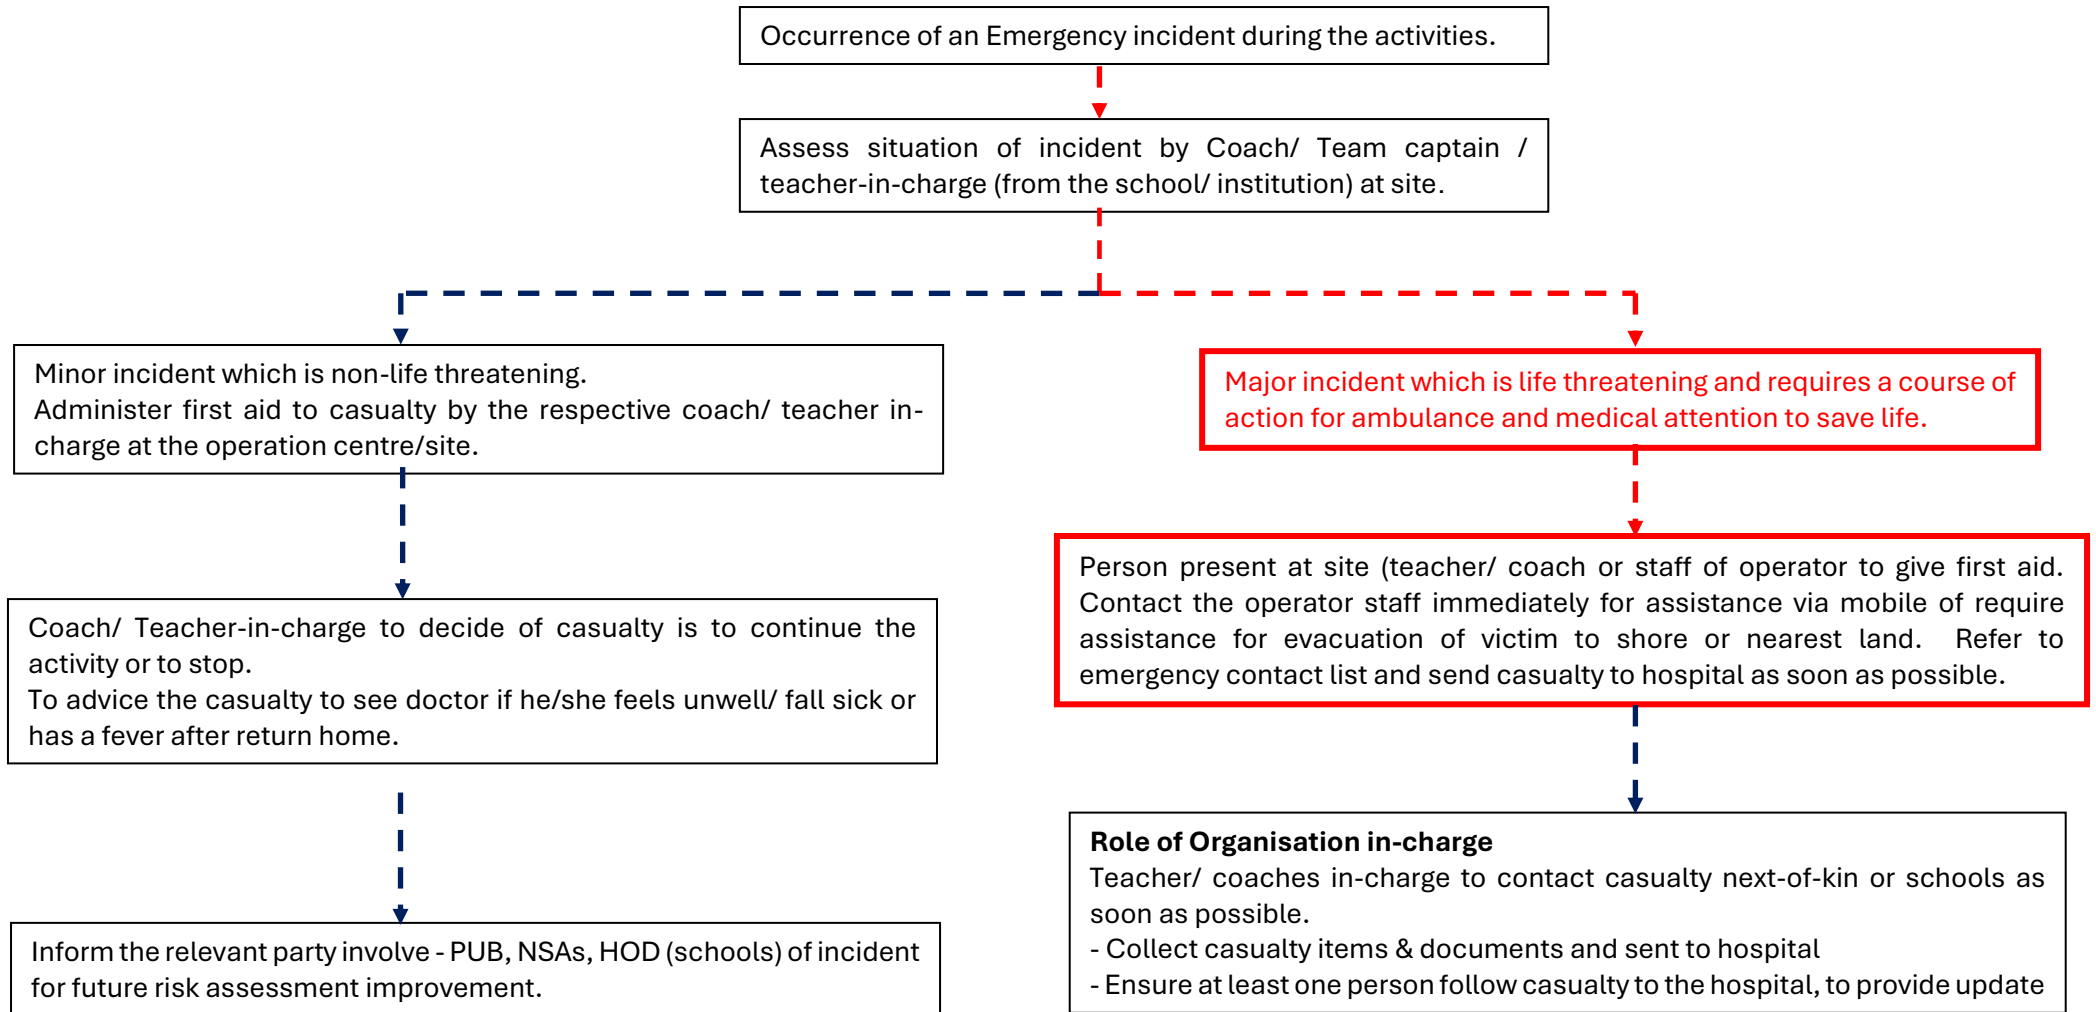 Occurrence of an Emergency incident during the activities.
Assess situation of incident by Coach/ Team captain /
teacher-in-charge (from the school/ institution) at site.
Minor incident which is non-life threatening.
Administer first aid to casualty by the respective coach/ teacher in-
charge at the operation centre/site.
Major incident which is life threatening and requires a course of
action for ambulance and medical attention to save life.
Coach/ Teacher-in-charge to decide of casualty is to continue the
activity or to stop.
To advice the casualty to see doctor if he/she feels unwell/ fall sick or
has a fever after return home.
Person present at site (teacher/ coach or staff of operator to give first aid.
Contact the operator staff immediately for assistance via mobile of require
assistance for evacuation of victim to shore or nearest land. Refer to
emergency contact list and send casualty to hospital as soon as possible.
Inform the relevant party involve - PUB, NSAs, HOD (schools) of incident
for future risk assessment improvement.
Role of Organisation in-charge
Teacher/ coaches in-charge to contact casualty next-of-kin or schools as
soon as possible.
- Collect casualty items & documents and sent to hospital
- Ensure at least one person follow casualty to the hospital, to provide update